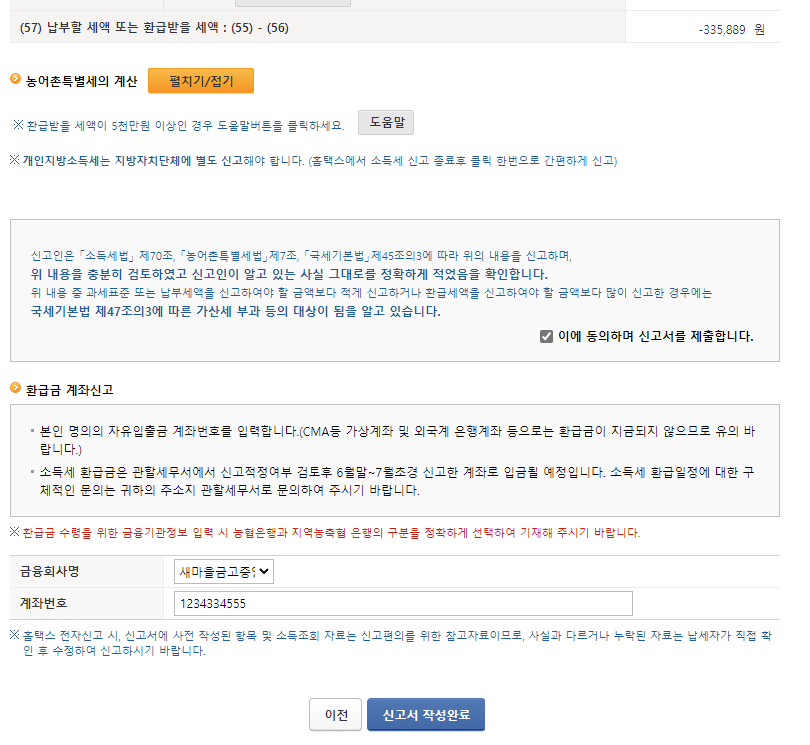 (57) 납부할 세액 또는 환급받을 세액 : (55) - (56)
-335,889 원
농어촌특별세의 계산
펼치기/접기
※ 환급받을 세액이 5천만원 이상인 경우 도움말버튼을 클릭하세요.
도움말
※ 개인지방소득세는 지방자치단체에 별도 신고해야 합니다. (홈택스에서 소득세 신고 종료후 클릭 한번으로 간편하게 신고)
신고인은 「소득세법」 제70조, 「농어촌특별세법」제7조, 「국세기본법」제45조의3에 따라 위의 내용을 신고하며,
위 내용을 충분히 검토하였고 신고인이 알고 있는 사실 그대로를 정확하게 적었음을 확인합니다.
위 내용 중 과세표준 또는 납부세액을 신고하여야 할 금액보다 적게 신고하거나 환급세액을 신고하여야 할 금액보다 많이 신고한 경우에는
국세기본법 제47조의3에 따른 가산세 부과 등의 대상이 됨을 알고 있습니다.
이에 동의하며 신고서를 제출합니다.
환급금 계좌신고
본인 명의의 자유입출금 계좌번호를 입력합니다.(CMA등 가상계좌 및 외국계 은행계좌 등으로는 환급금이 지급되지 않으므로 유의 바
랍니다.)
소득세 환급금은 관할세무서에서 신고적정여부 검토후 6월말~7월초경 신고한 계좌로 입금될 예정입니다. 소득세 환급일정에 대한 구
체적인 문의는 귀하의 주소지 관할세무서로 문의하여 주시기 바랍니다.
※ 환급금 수령을 위한 금융기관정보 입력 시 농협은행과 지역농축협 은행의 구분을 정확하게 선택하여 기재해 주시기 바랍니다.
금융회사명
새마을금고중앙
계좌번호
1234334555
※ 홈택스 전자신고 시, 신고서에 사전 작성된 항목 및 소득조회 자료는 신고편의를 위한 참고자료이므로, 사실과 다르거나 누락된 자료는 납세자가 직접 확
인 후 수정하여 신고하시기 바랍니다.
이전
신고서 작성완료